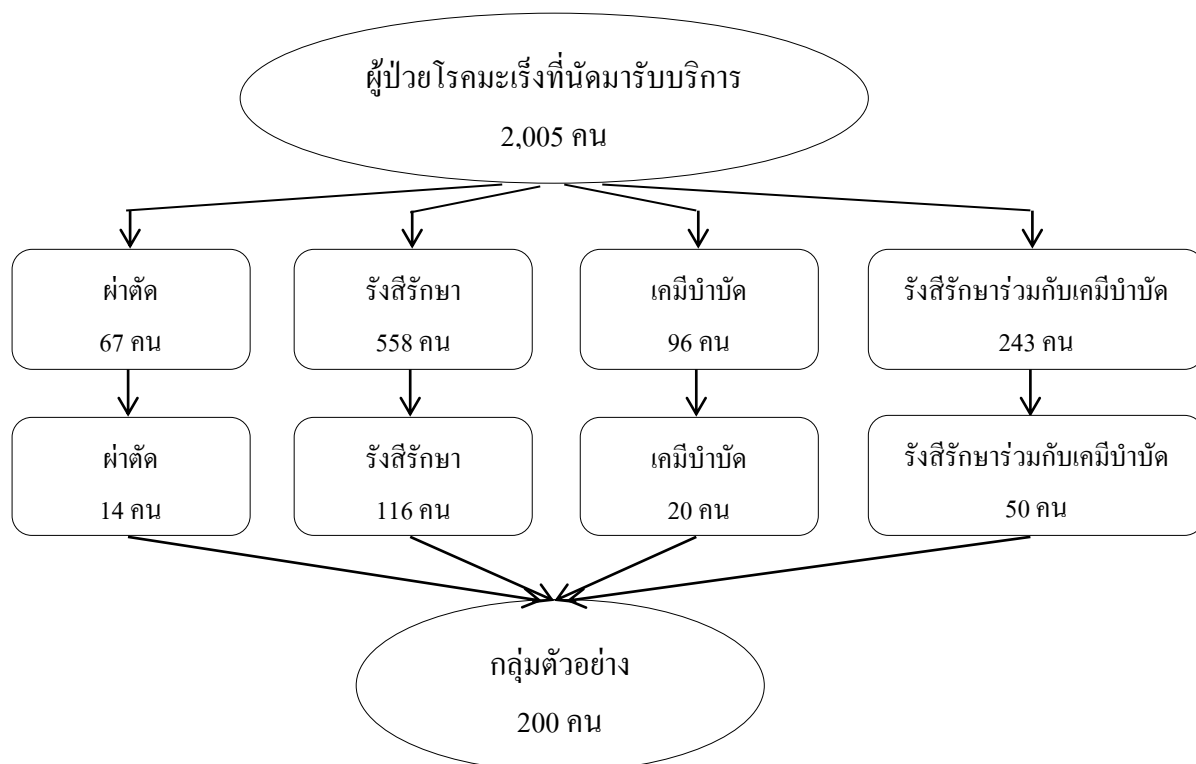 ผู้ป่วยโรคมะเร็งที่นัดมารับบริการ
2,005 คน
ผ่าตัด
67 คน
รังสีรักษา
558 คน
เคมีบำบัด
96 คน
รังสีรักษาร่วมกับเคมีบำบัด
243 คน
ผ่าตัด
14 คน
รังสีรักษา
116 คน
เคมีบำบัด
20 คน
รังสีรักษาร่วมกับเคมีบำบัด
50 คน
กลุ่มตัวอย่าง
200 คน